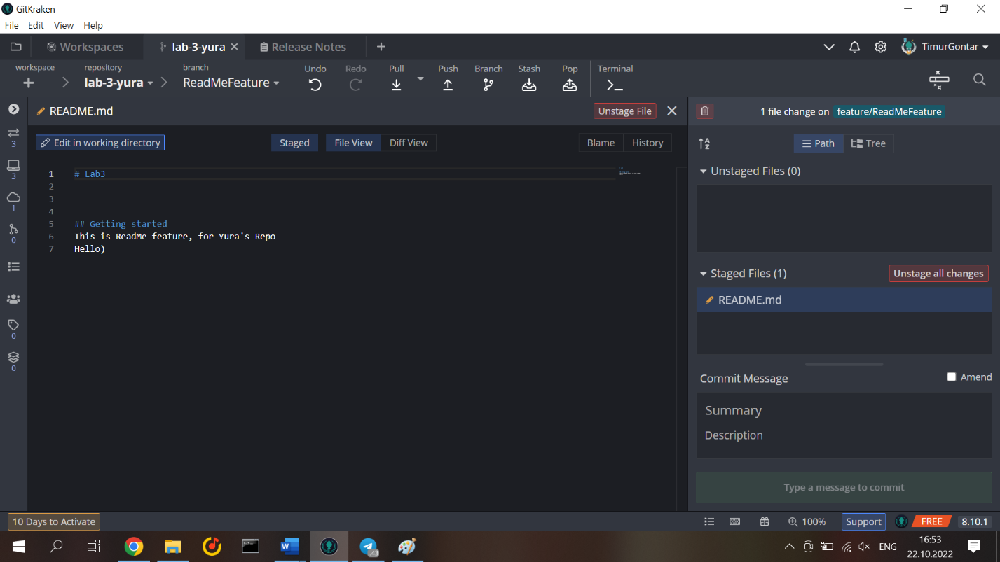 GitKraken
File Edit View Help
Workspaces lab-3-yura Release Notes TimurGontar
workspace repository branch Undo Redo Pull Push Branch Stash Pop Terminal
lab-3-yura ReadMeFeature
README.md Unstage File 1 file change on feature/ReadMeFeature
Edit in working directory Staged File View Diff View Blame History Path Tree
1 # Lab3
2
3
4
5 ## Getting started
6 This is ReadMe feature, for Yura's Repo
7 Hello)
3
3
1
0
0
0
Unstaged Files (0)
Staged Files (1) Unstage all changes
README.md
Commit Message Amend
Summary
Description
Type a message to commit
10 Days to Activate 100% Support FREE 8.10.1
43 ENG 16:53
22.10.2022